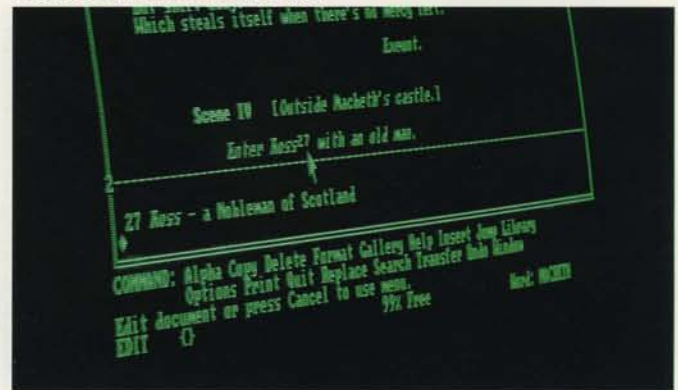 Which steals itself when there's no mercy left.
Exeunt.
Scene IV [Outside Macbeth's castle.]
Enter Ross27 with an old man.
2
27 Ross - a Nobleman of Scotland
COMMAND: Alpha Copy Delete Format Gallery Help Insert Jump Library
Options Print Quit Replace Search Transfer Undo Window
Edit document or press Cancel to use menu.
EDIT {} 99% Free Word: